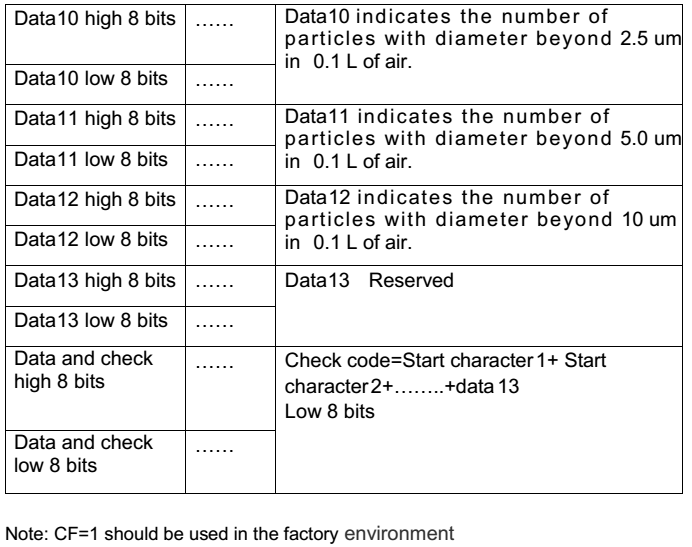 Data10 high 8 bits …… Data10 indicates the number of
particles with diameter beyond 2.5 um
in 0.1 L of air.
Data10 low 8 bits ……
Data11 high 8 bits …… Data11 indicates the number of
particles with diameter beyond 5.0 um
Data11 low 8 bits …… in 0.1 L of air.
Data12 high 8 bits …… Data12 indicates the number of
particles with diameter beyond 10 um
Data12 low 8 bits …… in 0.1 L of air.
Data13 high 8 bits …… Data13 Reserved
Data13 low 8 bits ……
Data and check …… Check code=Start character1+ Start
high 8 bits character2+……..+data 13
Low 8 bits
Data and check ……
low 8 bits
Note: CF=1 should be used in the factory environment